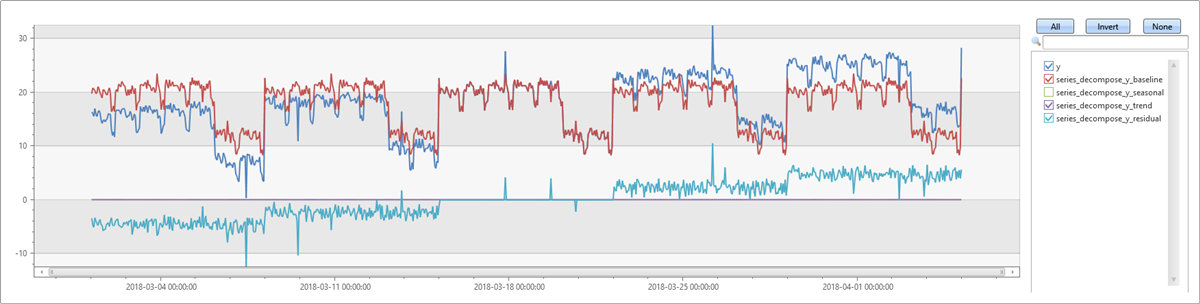 All Invert None
30
20
10
0
-10
y
series_decompose_y_baseline
series_decompose_y_seasonal
series_decompose_y_trend
series_decompose_y_residual
2018-03-04 00:00:00 2018-03-11 00:00:00 2018-03-18 00:00:00 2018-03-25 00:00:00 2018-04-01 00:00:00